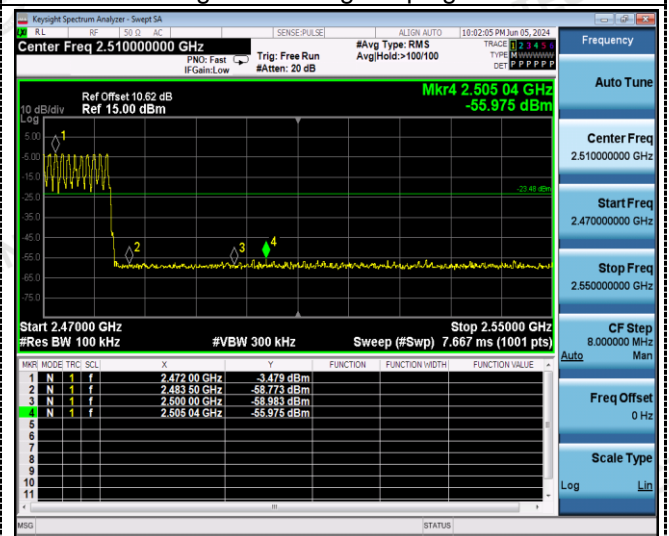 Keysight Spectrum Analyzer - Swept SA
RL RF 50 Ω AC SENSE:PULSE ALIGN AUTO 10:02:05 PM Jun 05, 2024
Center Freq 2.510000000 GHz #Avg Type: RMS TRACE 1 2 3 4 5 6 Frequency
PNO: Fast Trig: Free Run Avg|Hold:>100/100 TYPE M WWWWW
IFGain:Low #Atten: 20 dB DET P P P P P P
Auto Tune
Ref Offset 10.62 dB Mkr4 2.505 04 GHz
10 dB/div Ref 15.00 dBm -55.975 dBm
Log
5.00
1
Center Freq
2.510000000 GHz
-5.00
-15.0
-23.48 dBm
-25.0
Start Freq
2.470000000 GHz
-35.0
-45.0
2 3 4
-55.0
Stop Freq
2.550000000 GHz
-65.0
-75.0
Start 2.47000 GHz Stop 2.55000 GHz
#Res BW 100 kHz #VBW 300 kHz Sweep (#Swp) 7.667 ms (1001 pts)
CF Step
8.000000 MHz
Auto Man
MKR MODE TRC SCL X Y FUNCTION FUNCTION WIDTH FUNCTION VALUE
1 N 1 f 2.472 00 GHz -3.479 dBm
2 N 1 f 2.483 50 GHz -58.773 dBm
3 N 1 f 2.500 00 GHz -58.983 dBm
4 N 1 f 2.505 04 GHz -55.975 dBm
5
6
7
8
9
10
11
Freq Offset
0 Hz
Scale Type
Log Lin
MSG STATUS